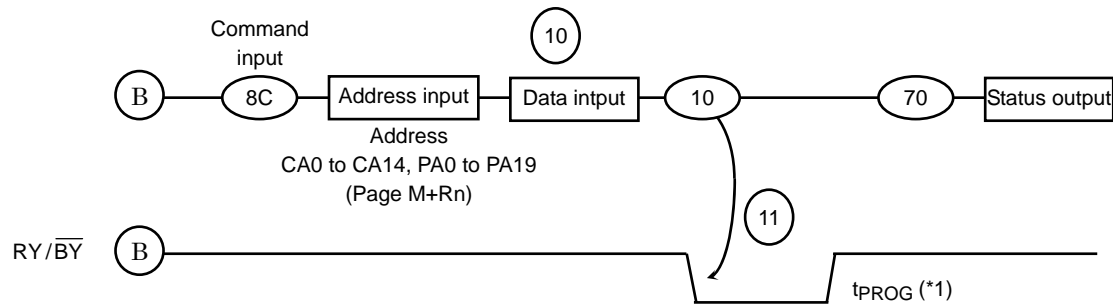 Command
input
10
B
8C
Address input
Data intput
10
70
Status output
Address
CA0 to CA14, PA0 to PA19
(Page M+Rn)
11
RY/B̅Y̅
B
tPROG (*1)